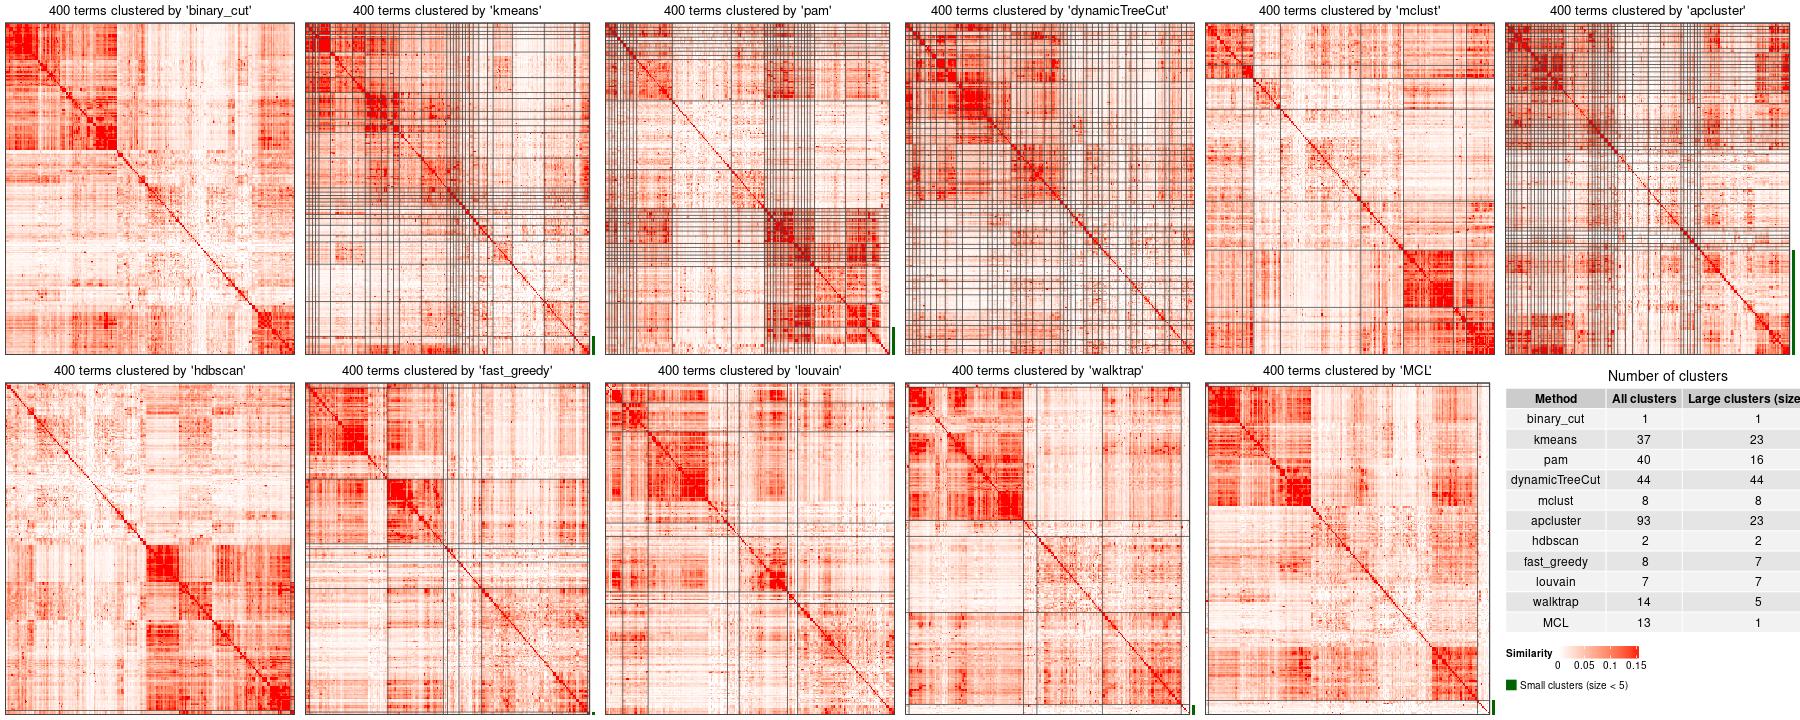 400 terms clustered by 'binary_cut'
400 terms clustered by 'kmeans'
400 terms clustered by 'pam'
400 terms clustered by 'dynamicTreeCut'
400 terms clustered by 'mclust'
400 terms clustered by 'apcluster'
400 terms clustered by 'hdbscan'
400 terms clustered by 'fast_greedy'
400 terms clustered by 'louvain'
400 terms clustered by 'walktrap'
400 terms clustered by 'MCL'
Number of clusters
Method All clusters Large clusters (size
binary_cut 1 1
kmeans 37 23
pam 40 16
dynamicTreeCut 44 44
mclust 8 8
apcluster 93 23
hdbscan 2 2
fast_greedy 8 7
louvain 7 7
walktrap 14 5
MCL 13 1
Similarity
0 0.05 0.1 0.15
Small clusters (size < 5)